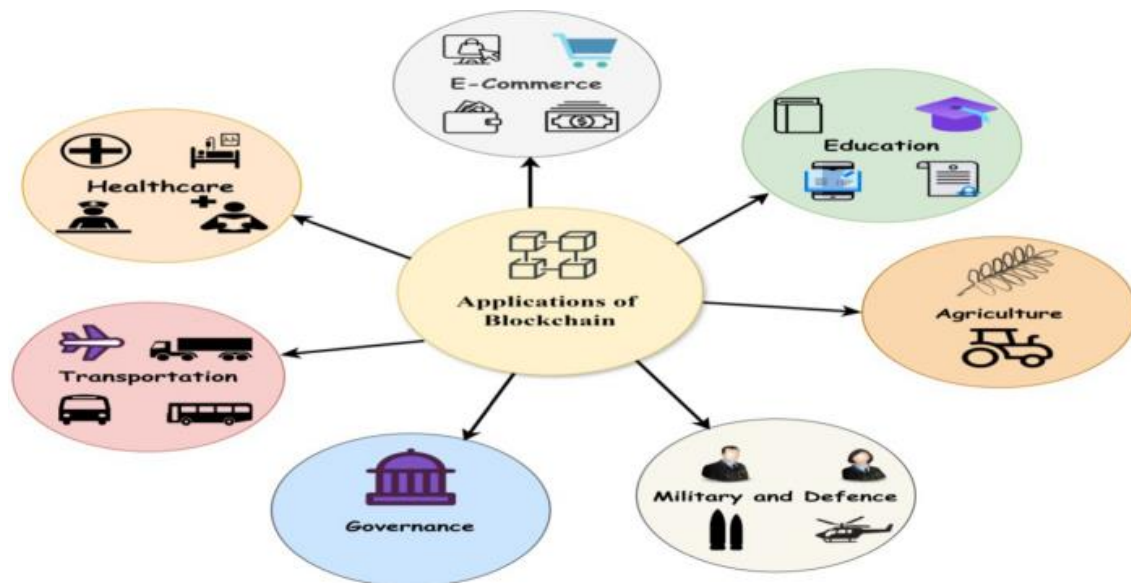 E-Commerce
Education
Healthcare
Applications of
Blockchain
Agriculture
Transportation
Military and Defence
Governance